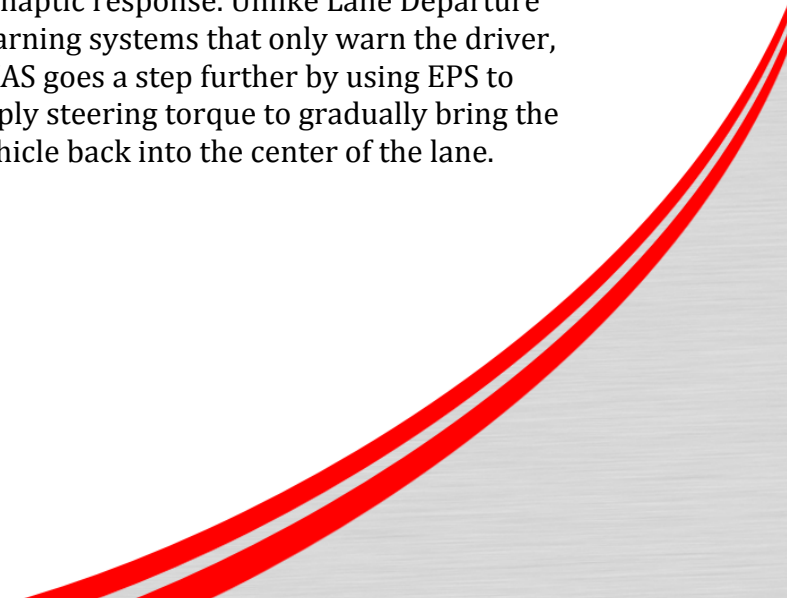 haptic response. Unlike Lane Departure
arning systems that only warn the driver,
AS goes a step further by using EPS to
ply steering torque to gradually bring the
hicle back into the center of the lane.